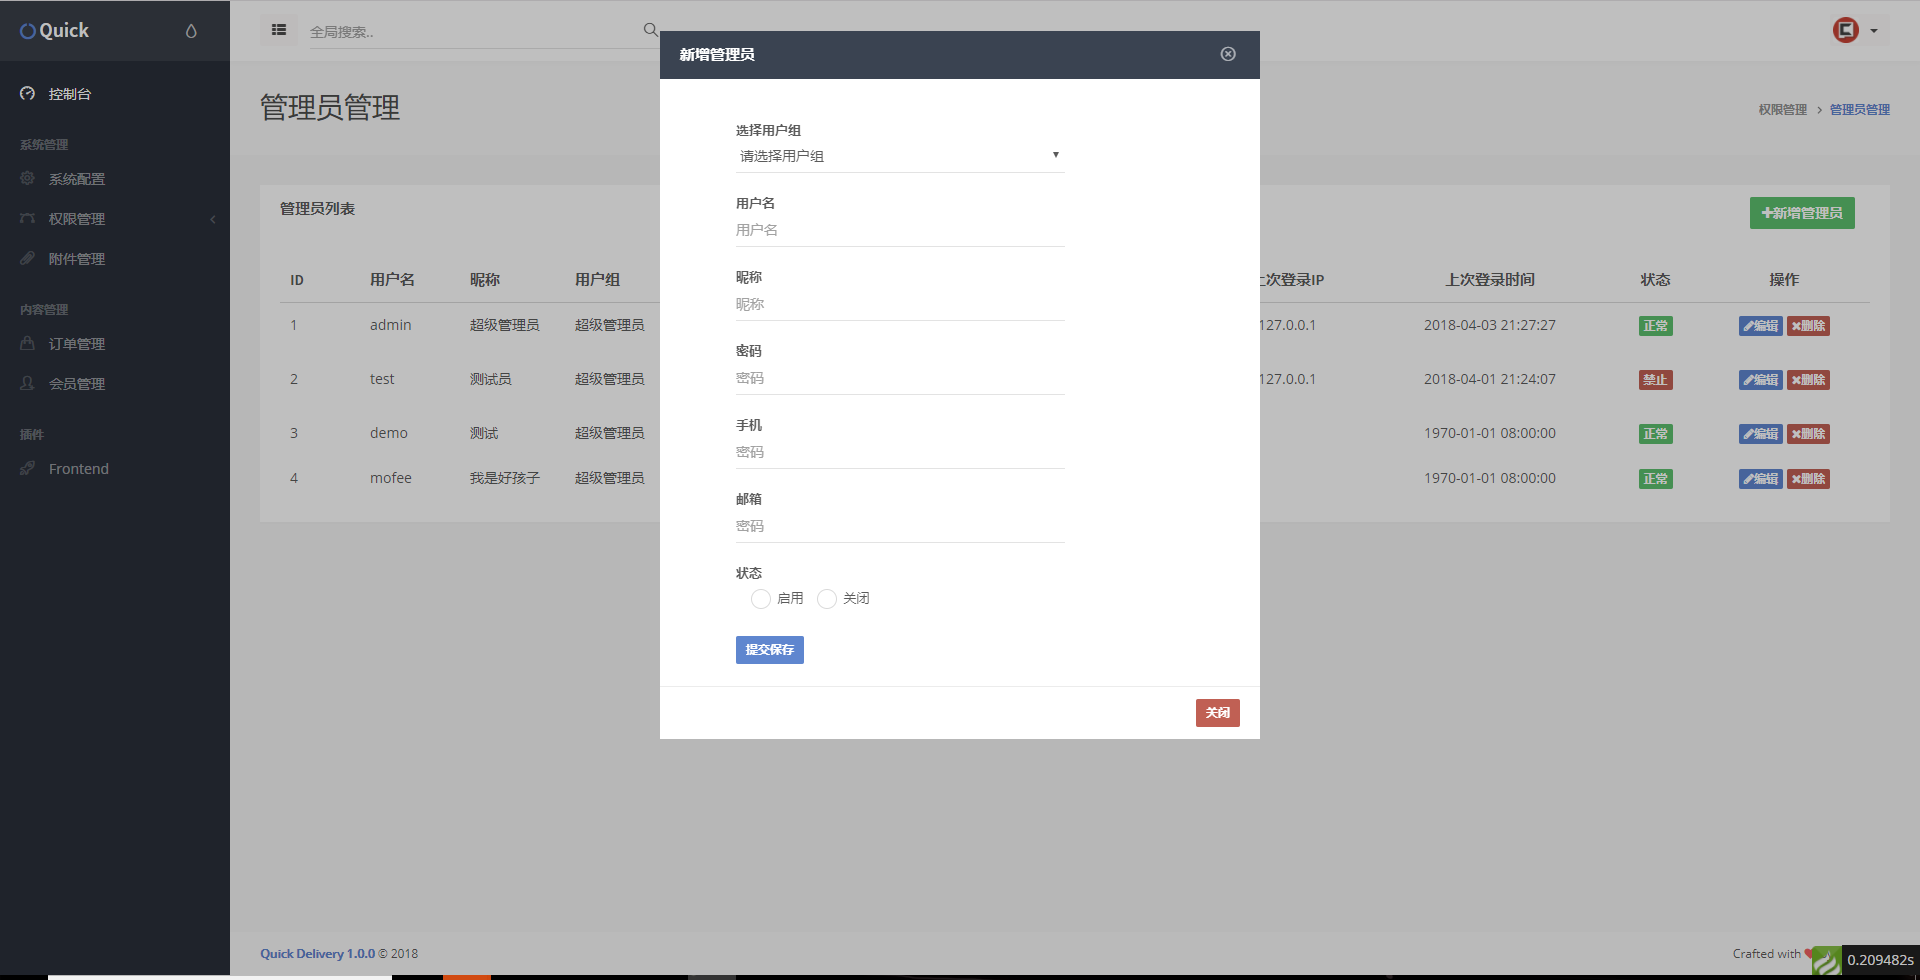 Quick
全局搜索..
控制台
系统管理
系统配置
权限管理
附件管理
内容管理
订单管理
会员管理
插件
Frontend
管理员管理
权限管理 > 管理员管理
管理员列表
新增管理员
ID 用户名 昵称 用户组 上次登录IP 上次登录时间 状态 操作
1 admin 超级管理员 超级管理员 127.0.0.1 2018-04-03 21:27:27 正常 编辑 删除
2 test 测试员 超级管理员 127.0.0.1 2018-04-01 21:24:07 禁止 编辑 删除
3 demo 测试 超级管理员 1970-01-01 08:00:00 正常 编辑 删除
4 mofee 我是好孩子 超级管理员 1970-01-01 08:00:00 正常 编辑 删除
新增管理员
选择用户组
请选择用户组
用户名
用户名
昵称
昵称
密码
密码
手机
密码
邮箱
密码
状态
启用 关闭
提交保存
关闭
Quick Delivery 1.0.0 © 2018
Crafted with
0.209482s